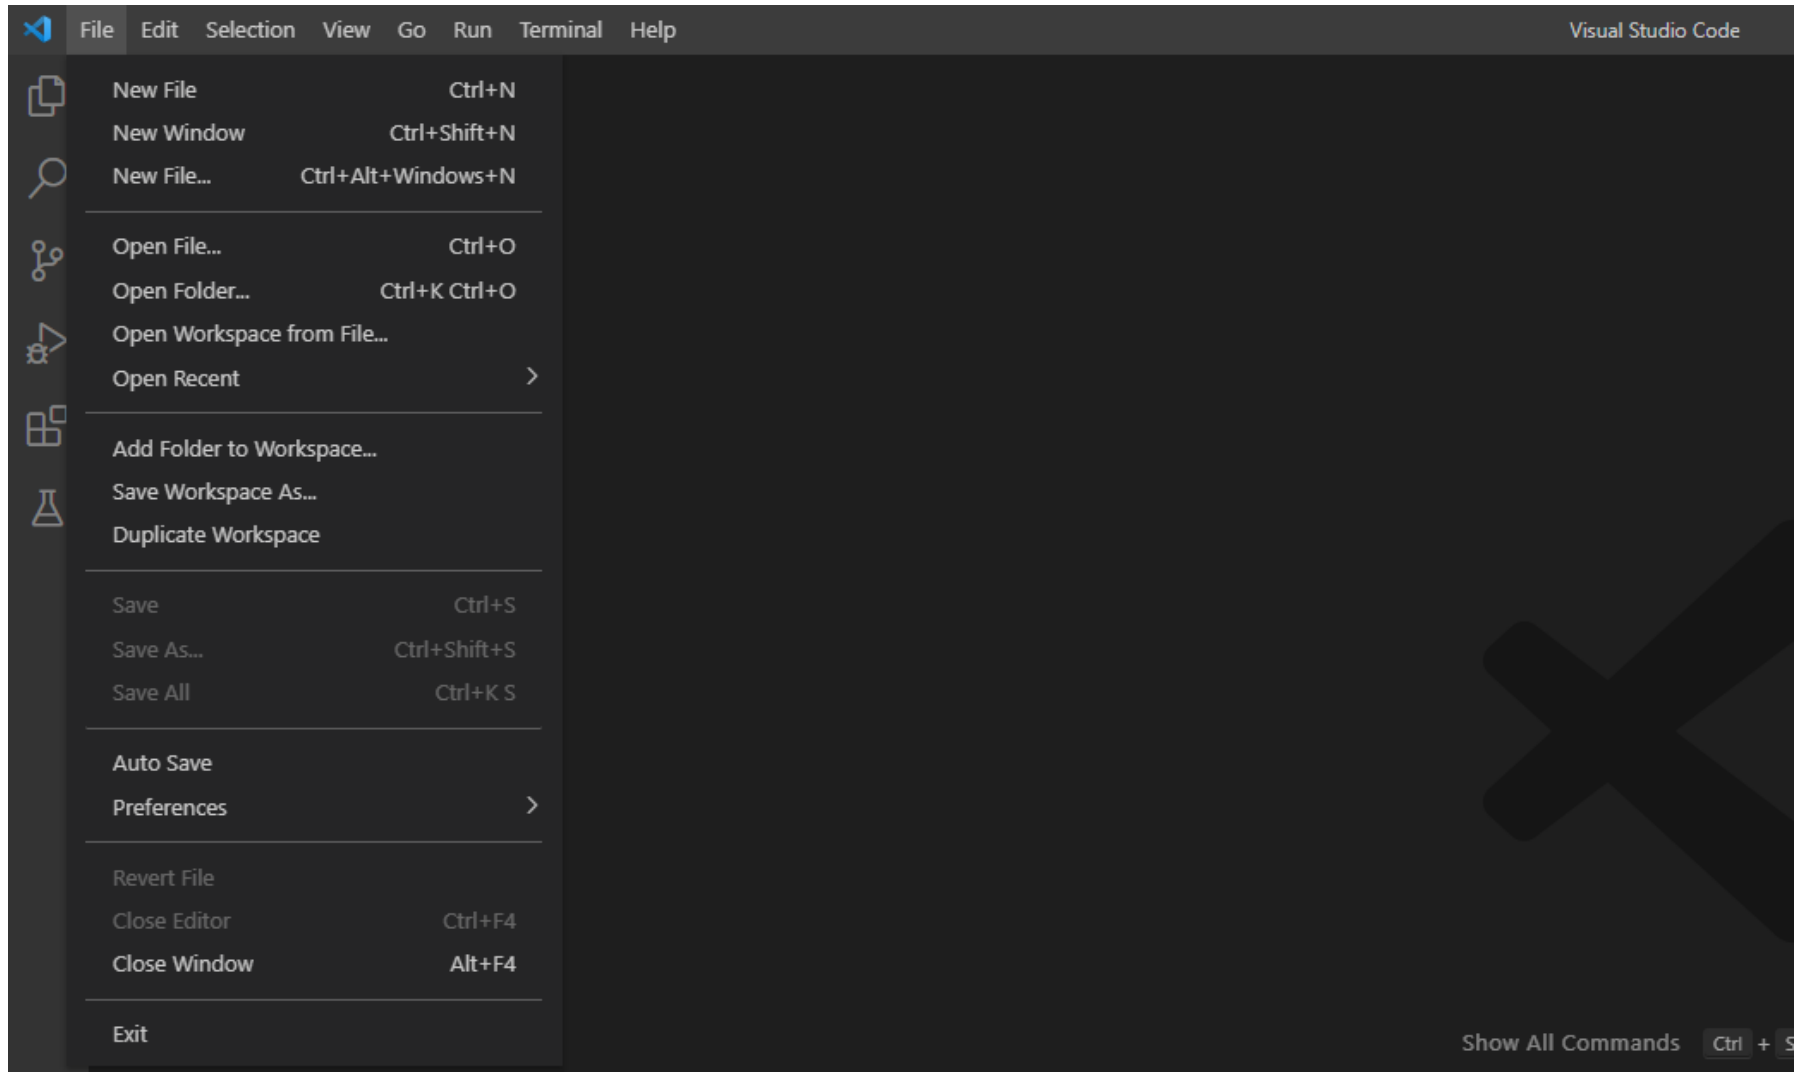 File Edit Selection View Go Run Terminal Help Visual Studio Code
New File Ctrl+N
New Window Ctrl+Shift+N
New File... Ctrl+Alt+Windows+N
Open File... Ctrl+O
Open Folder... Ctrl+K Ctrl+O
Open Workspace from File...
Open Recent
Add Folder to Workspace...
Save Workspace As...
Duplicate Workspace
Save Ctrl+S
Save As... Ctrl+Shift+S
Save All Ctrl+K S
Auto Save
Preferences
Revert File
Close Editor Ctrl+F4
Close Window Alt+F4
Exit
Show All Commands Ctrl + S